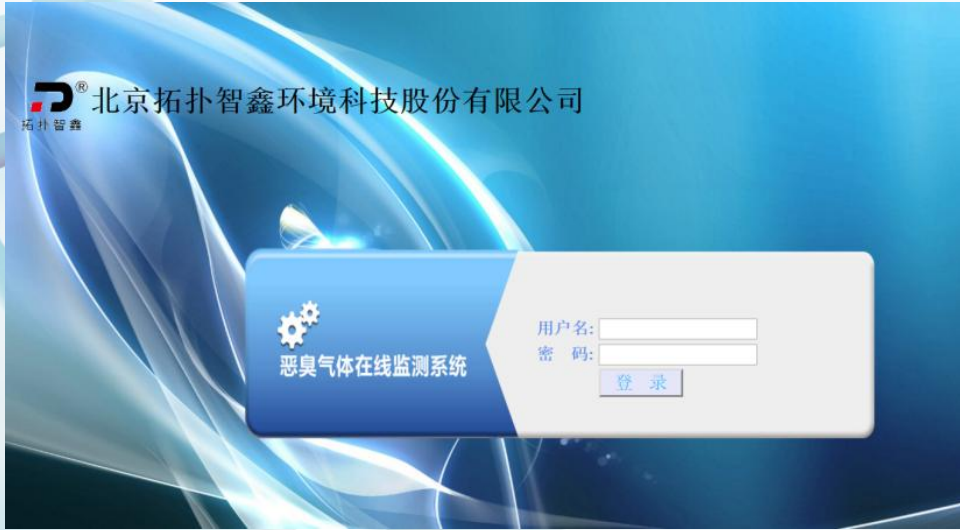 ®
北京拓扑智鑫环境科技股份有限公司
拓扑智鑫
恶臭气体在线监测系统
用户名:
密 码:
登 录